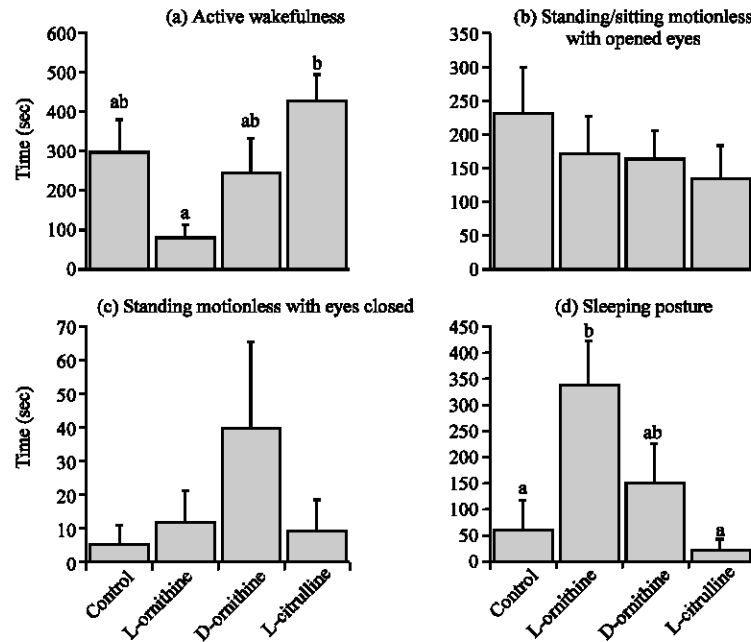 (a) Active wakefulness
600
500
400
300
200
100
0
Time (sec)
ab
a
ab
b
(b) Standing/sitting motionless
with opened eyes
350
300
250
200
150
100
50
0
(c) Standing motionless with eyes closed
70
60
50
40
30
20
10
0
Time (sec)
Control
L-ornithine
D-ornithine
L-citrulline
(d) Sleeping posture
450
400
350
300
250
200
150
100
50
0
a
b
ab
a
Control
L-ornithine
D-ornithine
L-citrulline